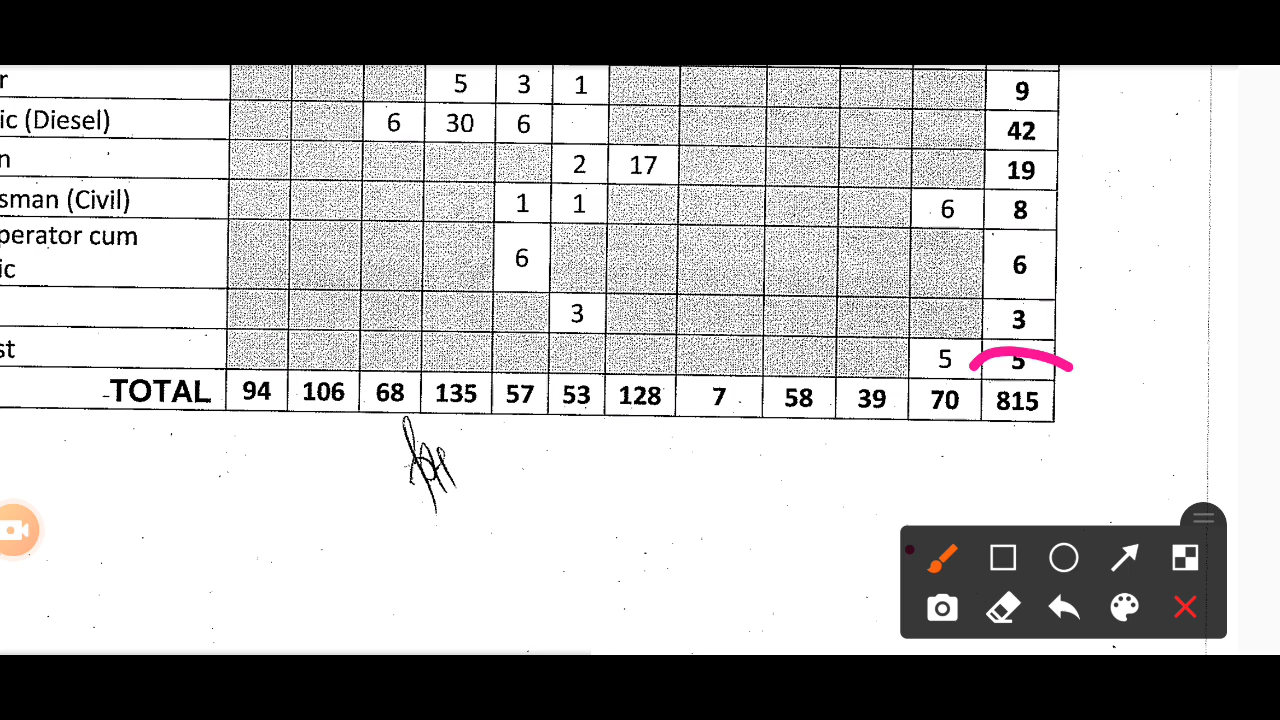 r 5 3 1 9
ic (Diesel) 6 30 6 42
n 2 17 19
sman (Civil) 1 1 6 8
perator cum
ic 6 6
3 3
st 5 5
TOTAL 94 106 68 135 57 53 128 7 58 39 70 815